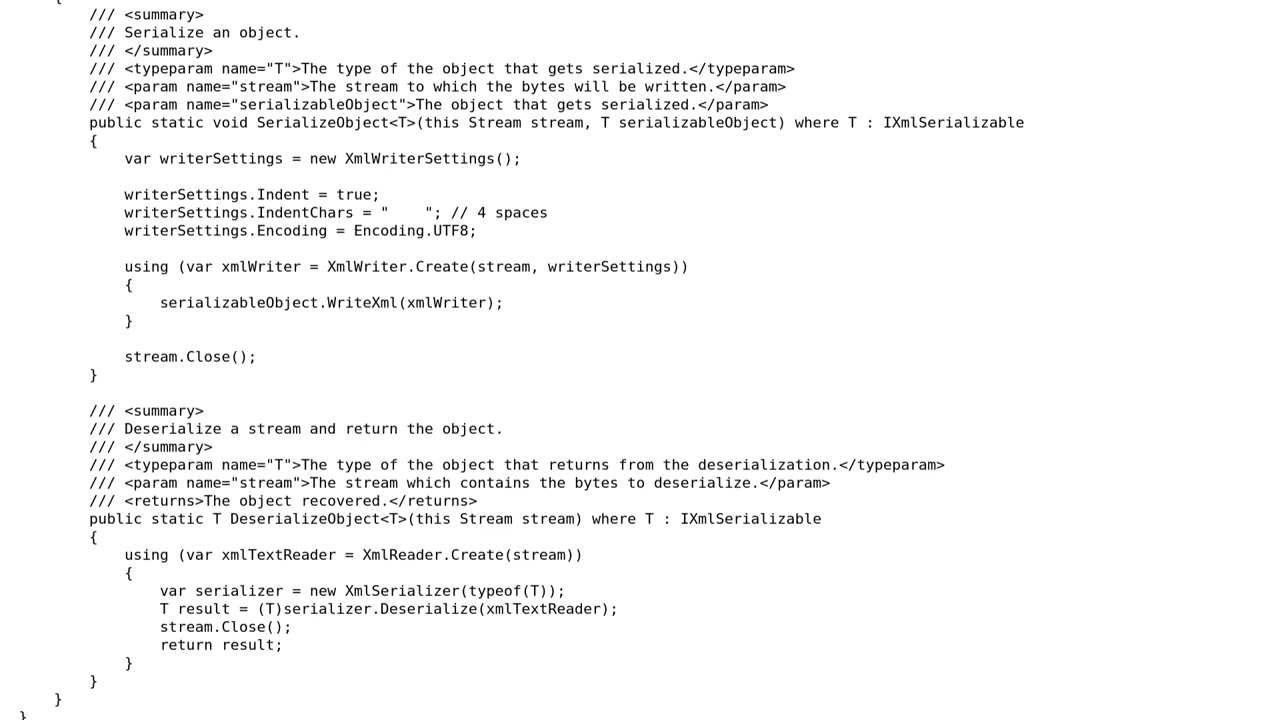 {
/// <summary>
/// Serialize an object.
/// </summary>
/// <typeparam name="T">The type of the object that gets serialized.</typeparam>
/// <param name="stream">The stream to which the bytes will be written.</param>
/// <param name="serializableObject">The object that gets serialized.</param>
public static void SerializeObject<T>(this Stream stream, T serializableObject) where T : IXmlSerializable
{
var writerSettings = new XmlWriterSettings();
writerSettings.Indent = true;
writerSettings.IndentChars = "    "; // 4 spaces
writerSettings.Encoding = Encoding.UTF8;
using (var xmlWriter = XmlWriter.Create(stream, writerSettings))
{
serializableObject.WriteXml(xmlWriter);
}
stream.Close();
}
/// <summary>
/// Deserialize a stream and return the object.
/// </summary>
/// <typeparam name="T">The type of the object that returns from the deserialization.</typeparam>
/// <param name="stream">The stream which contains the bytes to deserialize.</param>
/// <returns>The object recovered.</returns>
public static T DeserializeObject<T>(this Stream stream) where T : IXmlSerializable
{
using (var xmlTextReader = XmlReader.Create(stream))
{
var serializer = new XmlSerializer(typeof(T));
T result = (T)serializer.Deserialize(xmlTextReader);
stream.Close();
return result;
}
}
}
}